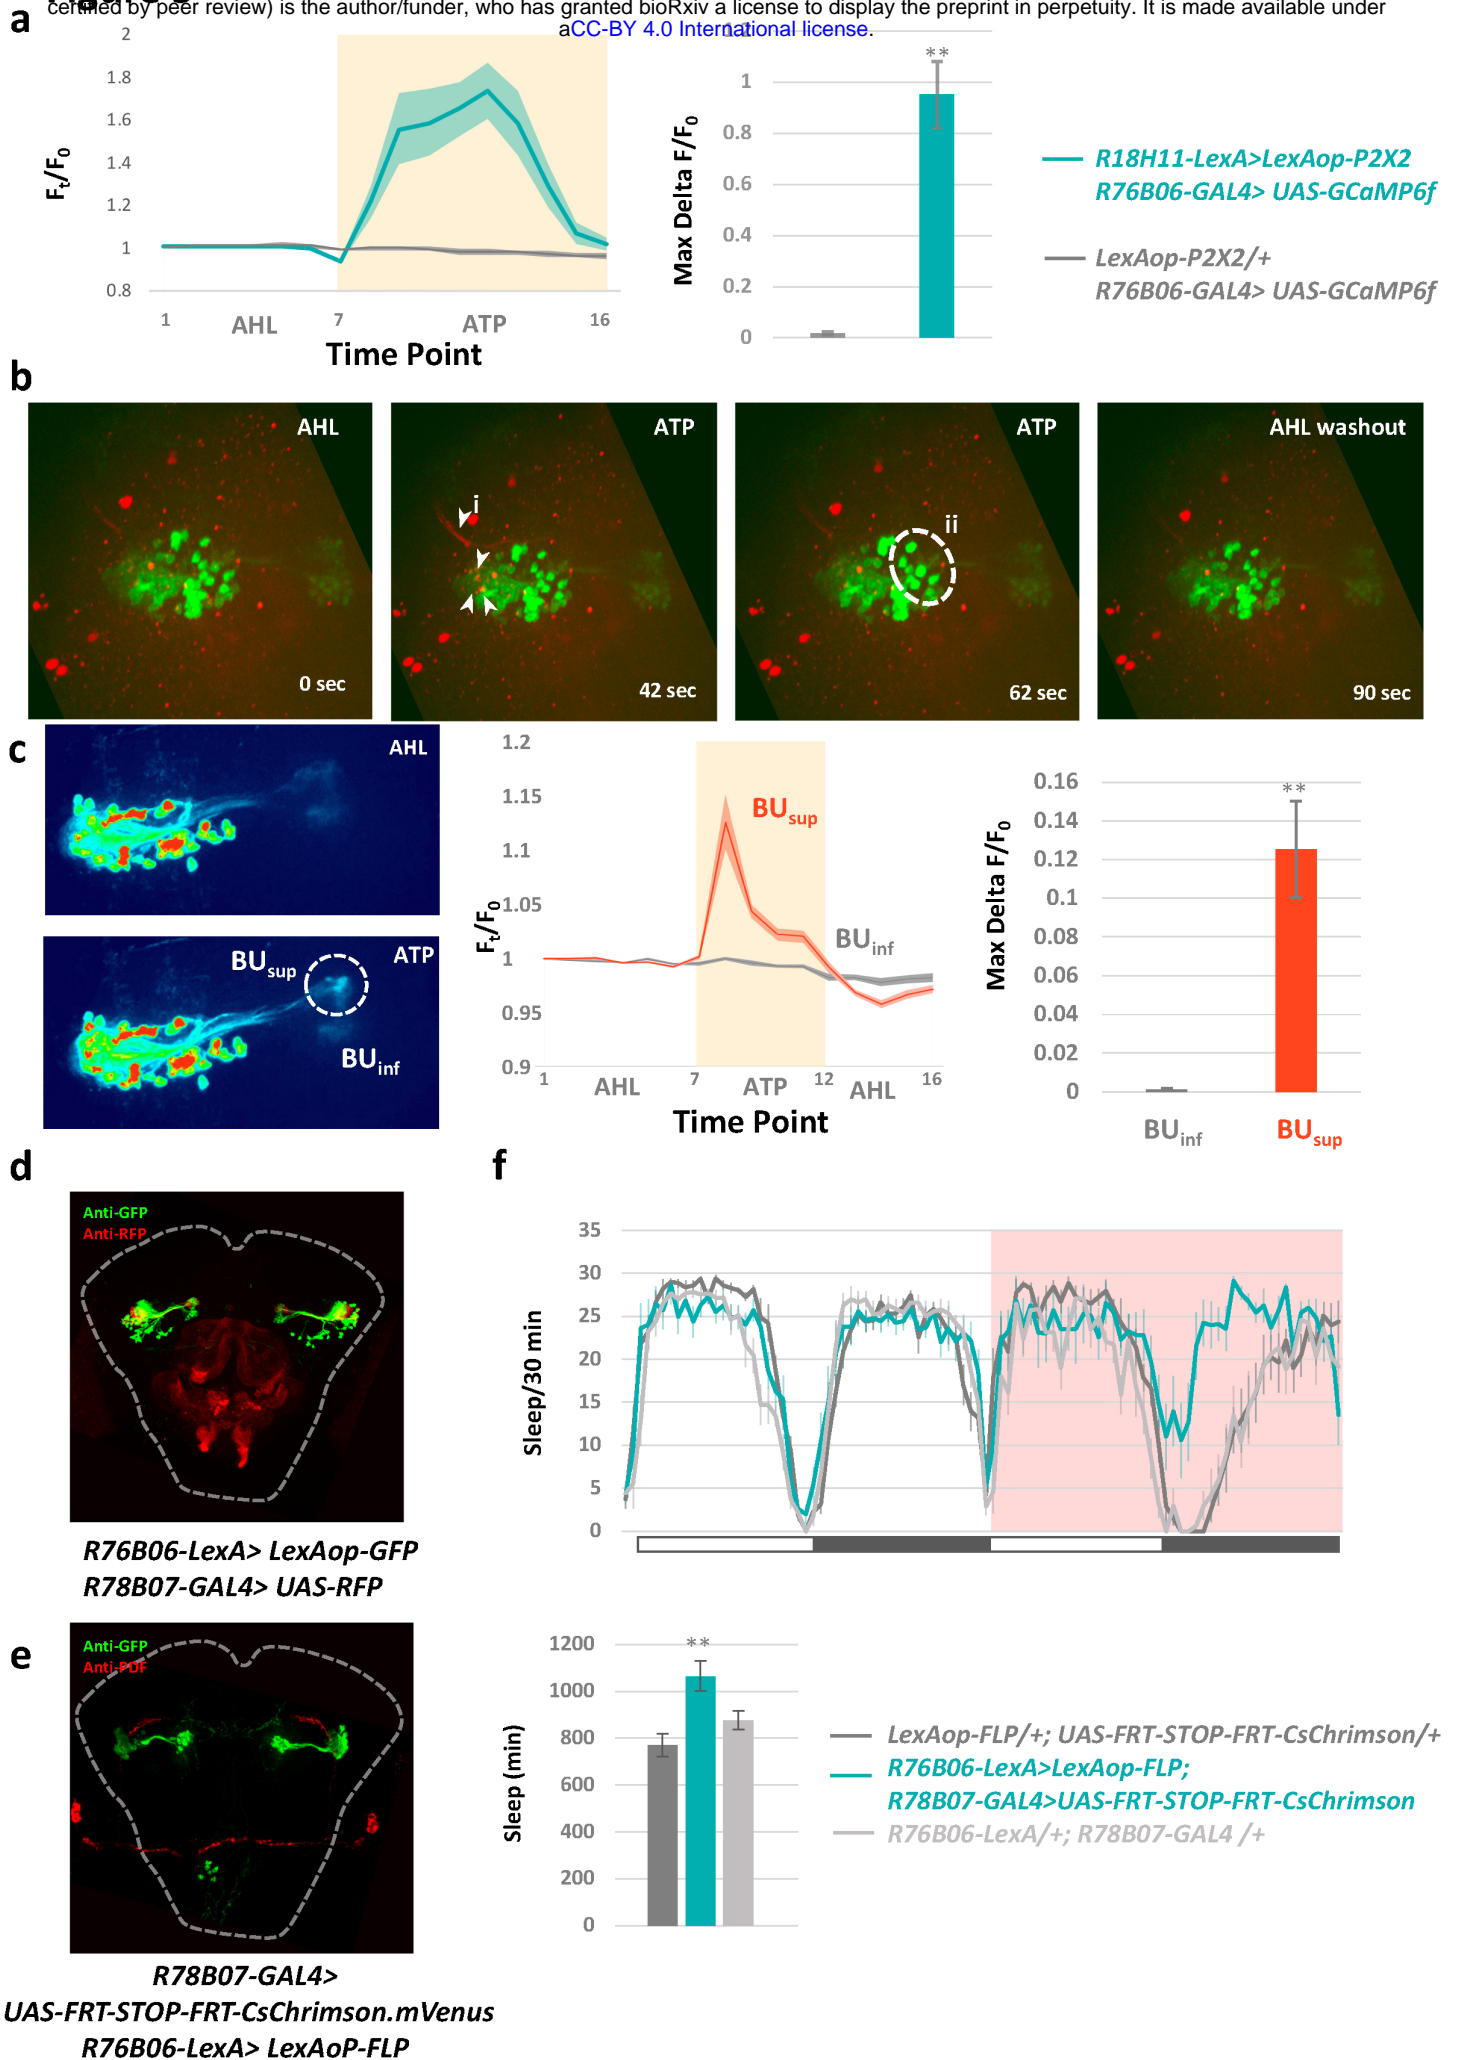 certified by peer review) is the author/funder, who has granted bioRxiv a license to display the preprint in perpetuity. It is made available under
aCC-BY 4.0 International license.
a
2
1.8
1.6
1.4
1.2
1
0.8
Ft/F0
1
AHL
7
ATP
16
Time Point
1.2
1
0.8
0.6
0.4
0.2
0
Max Delta F/F0
**
R18H11-LexA>LexAop-P2X2
R76B06-GAL4> UAS-GCaMP6f
LexAop-P2X2/+
R76B06-GAL4> UAS-GCaMP6f
b
AHL
0 sec
ATP
i
42 sec
ATP
ii
62 sec
AHL washout
90 sec
c
AHL
ATP
BUsup
BUinf
1.2
1.15
1.1
1.05
1
0.95
0.9
Ft/F0
BUsup
BUinf
1
AHL
7
ATP
12
AHL
16
Time Point
0.16
0.14
0.12
0.1
0.08
0.06
0.04
0.02
0
Max Delta F/F0
**
BUinf
BUsup
d
Anti-GFP
Anti-RFP
R76B06-LexA> LexAop-GFP
R78B07-GAL4> UAS-RFP
e
Anti-GFP
Anti-PDF
R78B07-GAL4>
UAS-FRT-STOP-FRT-CsChrimson.mVenus
R76B06-LexA> LexAoP-FLP
f
35
30
25
20
15
10
5
0
Sleep/30 min
1200
1000
800
600
400
200
0
Sleep (min)
**
LexAop-FLP/+; UAS-FRT-STOP-FRT-CsChrimson/+
R76B06-LexA>LexAop-FLP;
R78B07-GAL4>UAS-FRT-STOP-FRT-CsChrimson
R76B06-LexA/+; R78B07-GAL4 /+